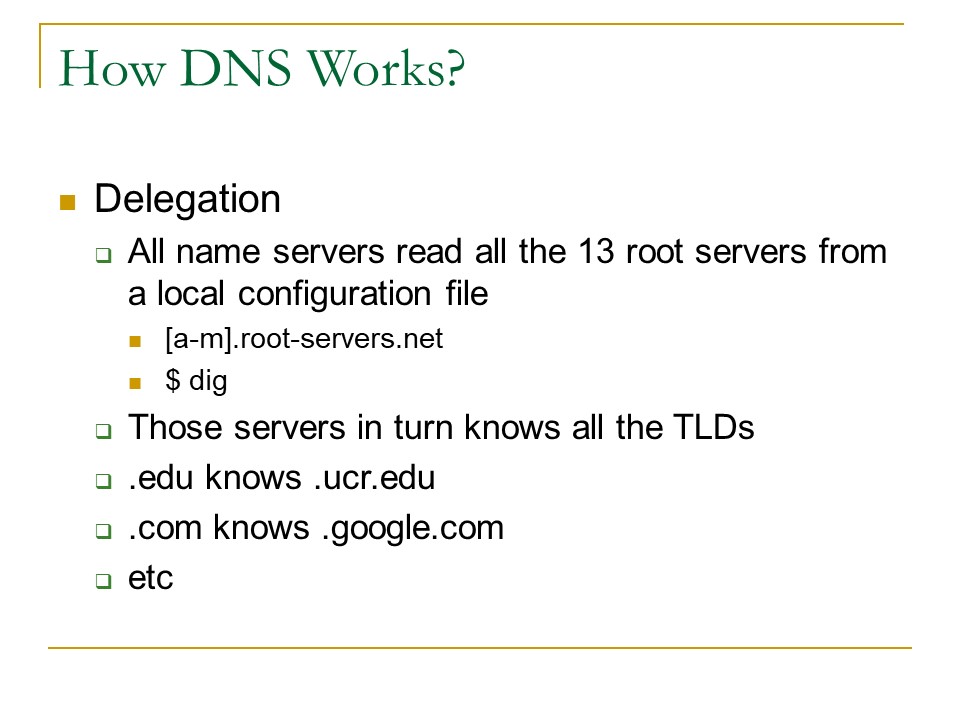 How DNS Works?
Delegation
All name servers read all the 13 root servers from
a local configuration file
[a-m].root-servers.net
$ dig
Those servers in turn knows all the TLDs
.edu knows .ucr.edu
.com knows .google.com
etc